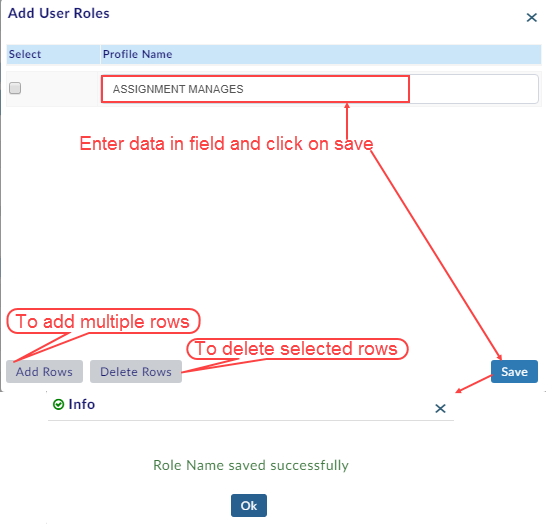 Add User Roles
Select Profile Name
ASSIGNMENT MANAGES
Enter data in field and click on save
To add multiple rows
To delete selected rows
Add Rows Delete Rows Save
Info
Role Name saved successfully
Ok